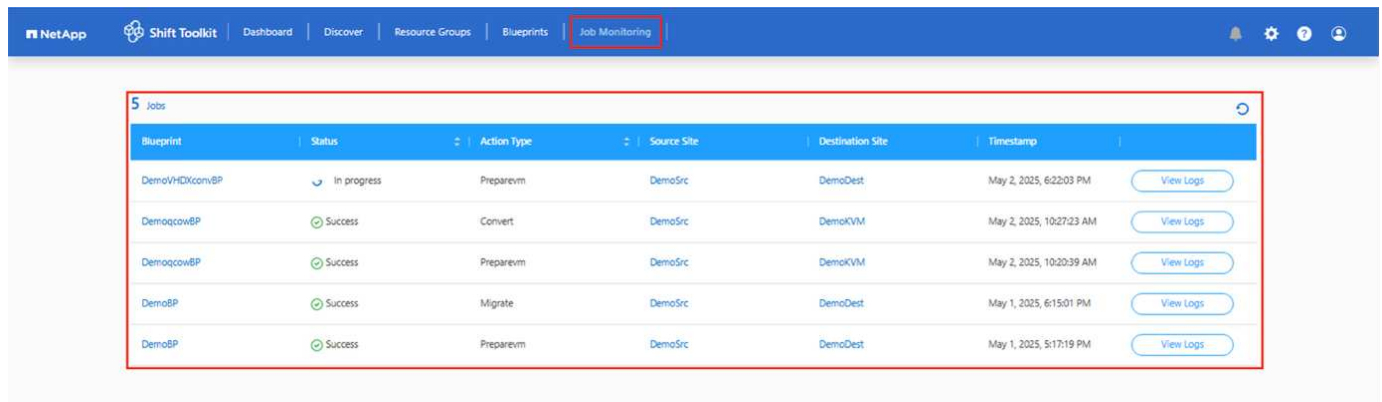 NetApp Shift Toolkit Dashboard Discover Resource Groups Blueprints Job Monitoring
5 Jobs
Blueprint Status Action Type Source Site Destination Site Timestamp
DemoVHDXconvBP In progress Preparevm DemoSrc DemoDest May 2, 2025, 6:22:03 PM View Logs
DemoqcowBP Success Convert DemoSrc DemoKVM May 2, 2025, 10:27:23 AM View Logs
DemoqcowBP Success Preparevm DemoSrc DemoKVM May 2, 2025, 10:20:39 AM View Logs
DemoBP Success Migrate DemoSrc DemoDest May 1, 2025, 6:15:01 PM View Logs
DemoBP Success Preparevm DemoSrc DemoDest May 1, 2025, 5:17:19 PM View Logs